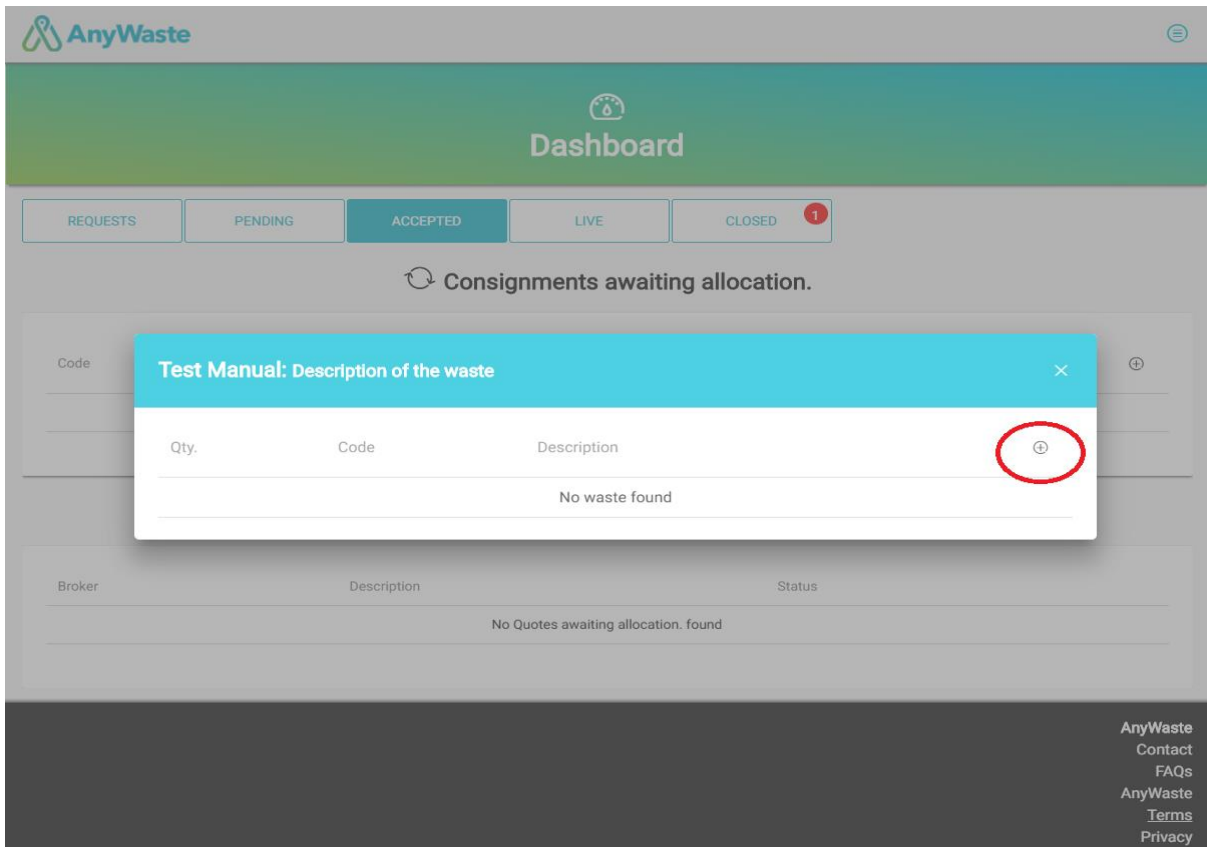 AnyWaste
Dashboard
REQUESTS PENDING ACCEPTED LIVE CLOSED 1
Consignments awaiting allocation.
Code
Test Manual: Description of the waste
Qty. Code Description
No waste found
Broker Description Status
No Quotes awaiting allocation. found
AnyWaste
Contact
FAQs
AnyWaste
Terms
Privacy